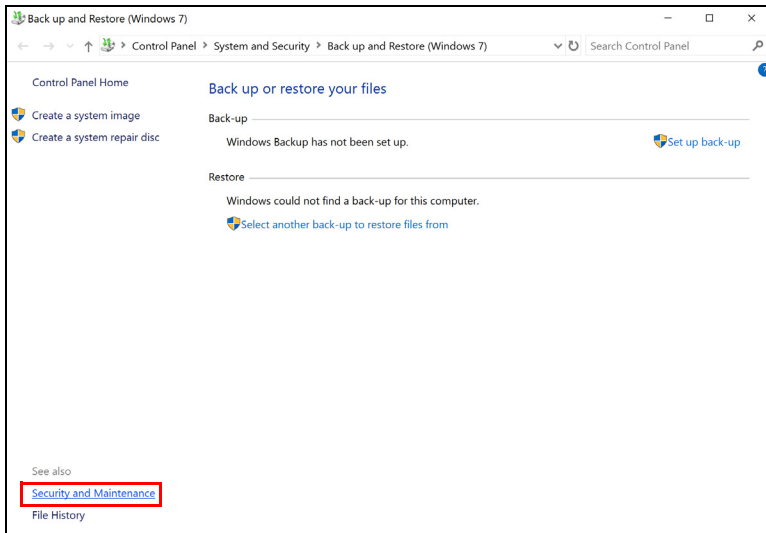 Back up and Restore (Windows 7)
Control Panel > System and Security > Back up and Restore (Windows 7)
Search Control Panel
?
Control Panel Home
Create a system image
Create a system repair disc
Back up or restore your files
Back-up
Windows Backup has not been set up.
Set up back-up
Restore
Windows could not find a back-up for this computer.
Select another back-up to restore files from
See also
Security and Maintenance
File History